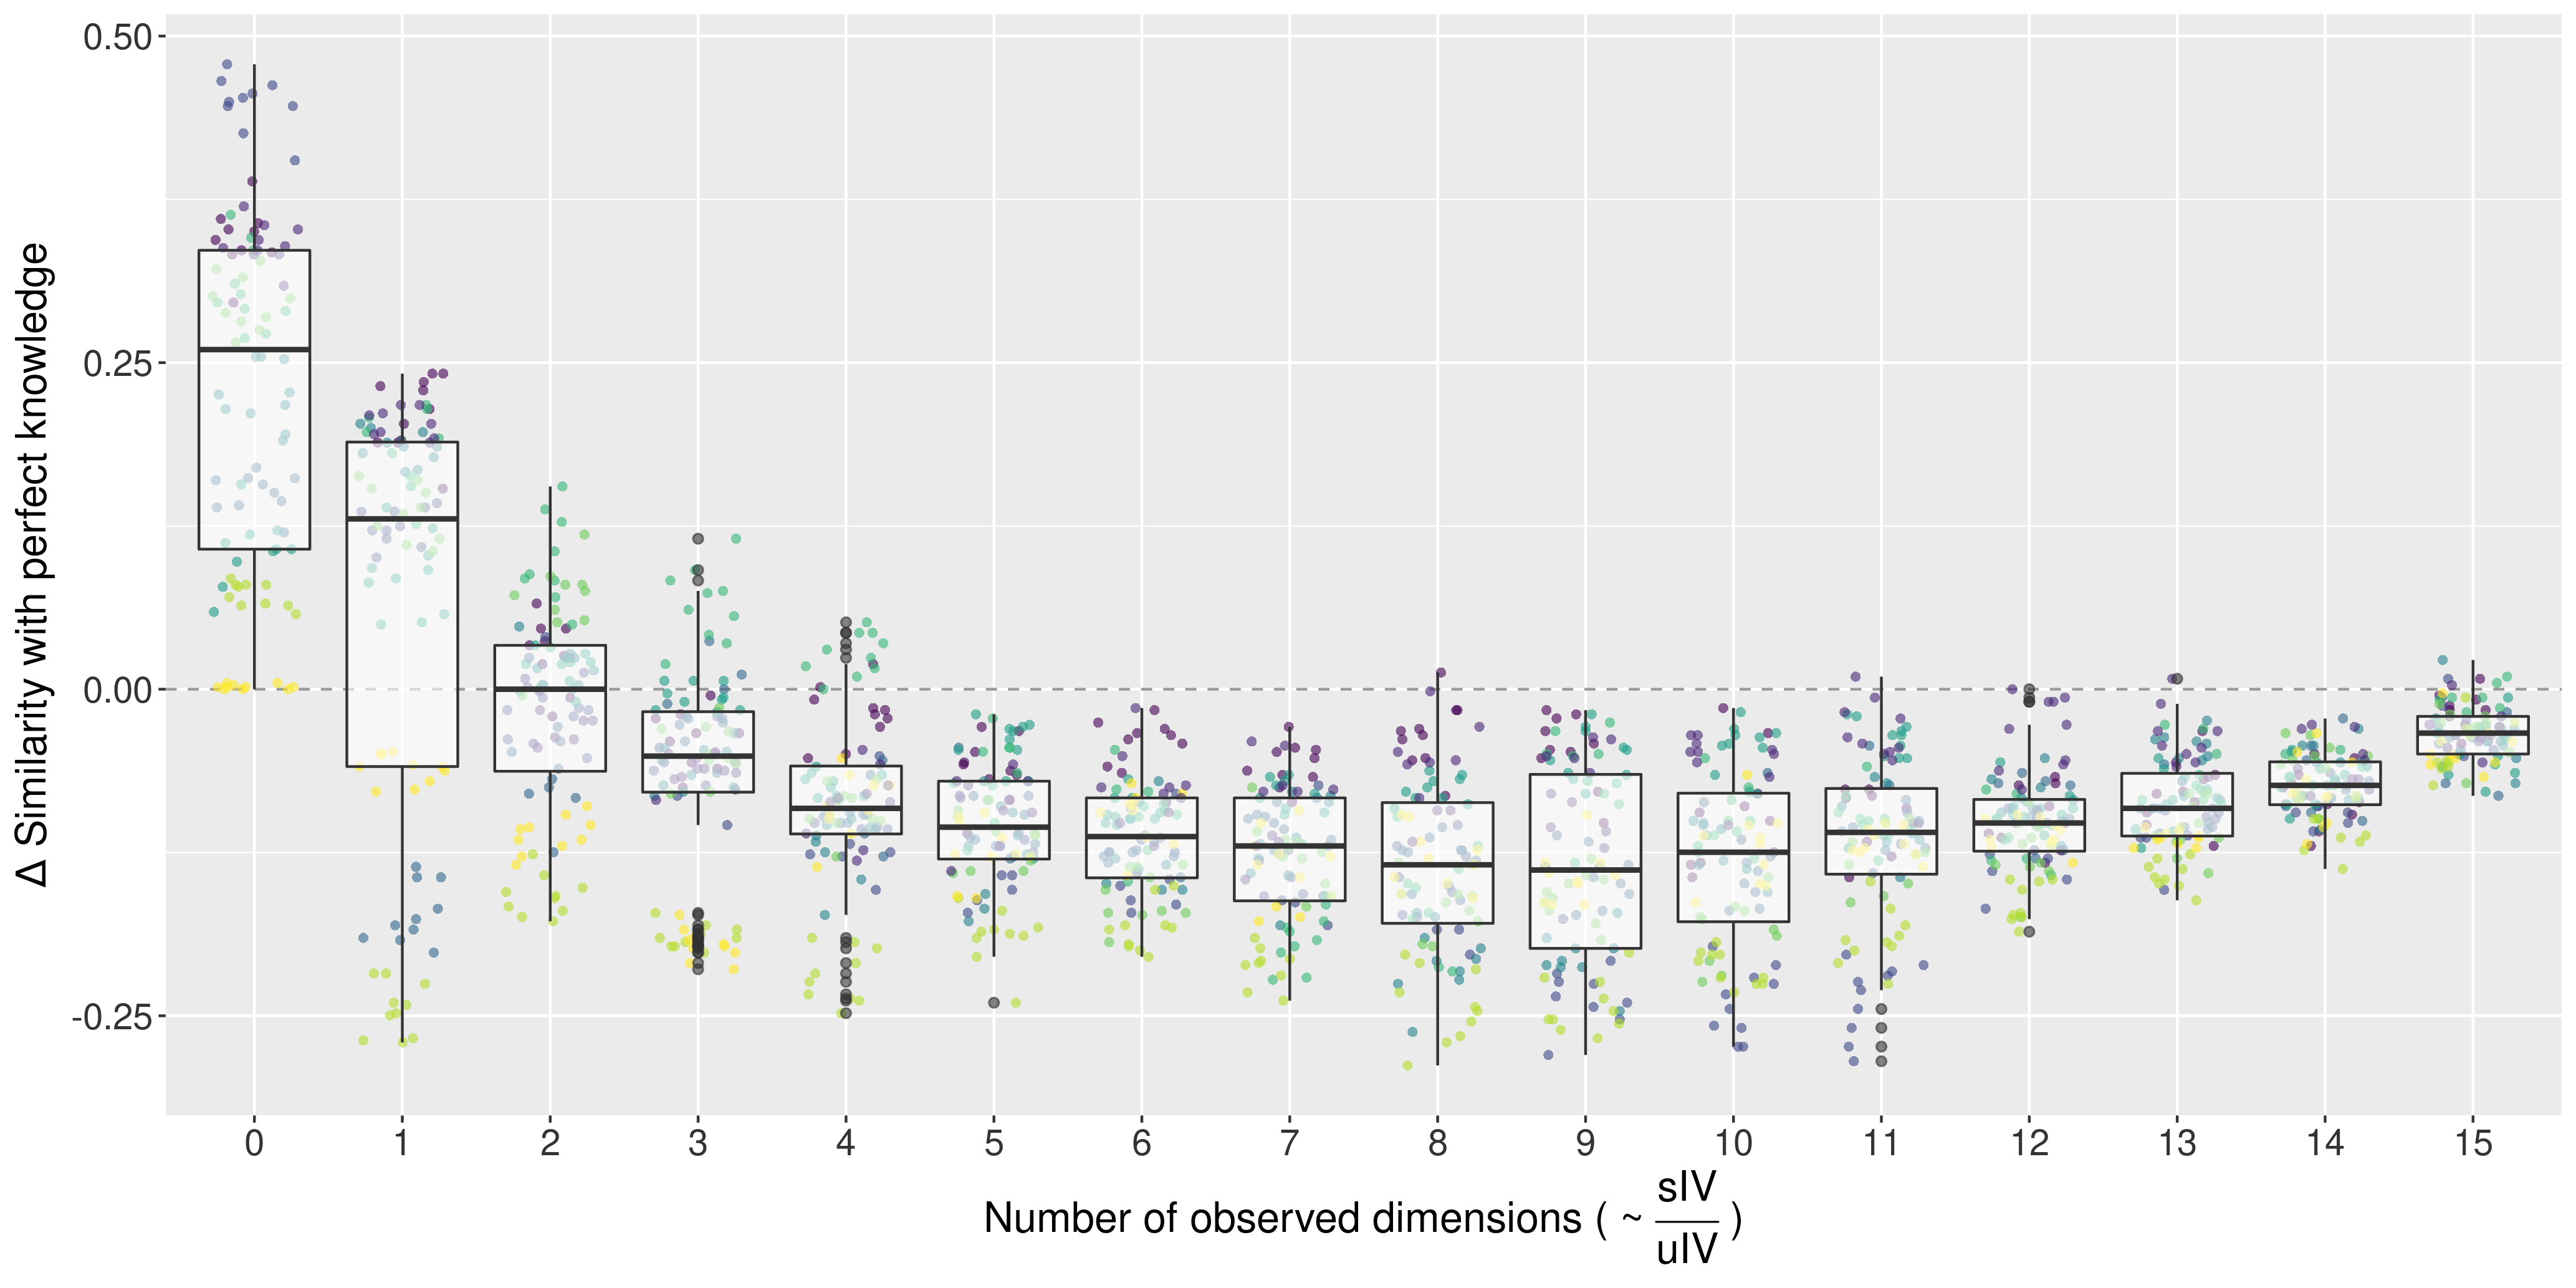 Δ Similarity with perfect knowledge
0.50
0.25
0.00
-0.25
0 1 2 3 4 5 6 7 8 9 10 11 12 13 14 15
sIV
Number of observed dimensions ( ~ )
uIV